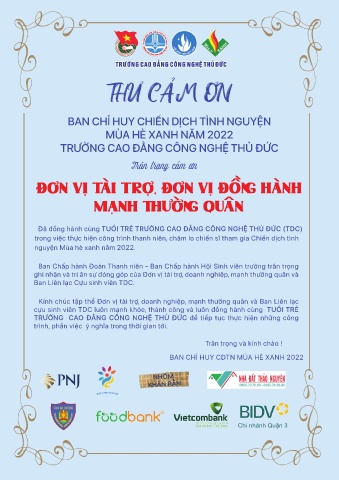 TRƯỜNG CAO ĐẲNG CÔNG NGHỆ THỦ ĐỨC
THƯ CẢM ƠN
BAN CHỈ HUY CHIẾN DỊCH TÌNH NGUYỆN
MÙA HÈ XANH NĂM 2022
TRƯỜNG CAO ĐẲNG CÔNG NGHỆ THỦ ĐỨC
Trân trọng cảm ơn
ĐƠN VỊ TÀI TRỢ, ĐƠN VỊ ĐỒNG HÀNH
MẠNH THƯỜNG QUÂN
Đã đồng hành cùng TUỔI TRẺ TRƯỜNG CAO ĐẲNG CÔNG NGHỆ THỦ ĐỨC (TDC)
trong việc thực hiện công trình thanh niên, chăm lo chiến sĩ tham gia Chiến dịch tình
nguyện Mùa hè xanh năm 2022.
Ban Chấp hành Đoàn Thanh niên - Ban Chấp hành Hội Sinh viên trường trân trọng
ghi nhận và tri ân sự đóng góp của Đơn vị tài trợ, doanh nghiệp, mạnh thường quân và
Ban Liên lạc Cựu sinh viên TDC.
Kính chúc tập thể Đơn vị tài trợ, doanh nghiệp, mạnh thường quân và Ban Liên lạc
cựu sinh viên TDC luôn mạnh khỏe, thành công và luôn đồng hành cùng TUỔI TRẺ
TRƯỜNG CAO ĐẲNG CÔNG NGHỆ THỦ ĐỨC để tiếp tục thực hiện những công
trình, phần việc ý nghĩa trong thời gian tới.
Trân trọng và kính chào !
BAN CHỈ HUY CDTN MÙA HÈ XANH 2022
PNJ
NHÓM
NHÂN BẢN
NHÀ ĐẤT THẢO NGUYÊN
foodbank
Vietcombank
BIDV
Chi nhánh Quận 3